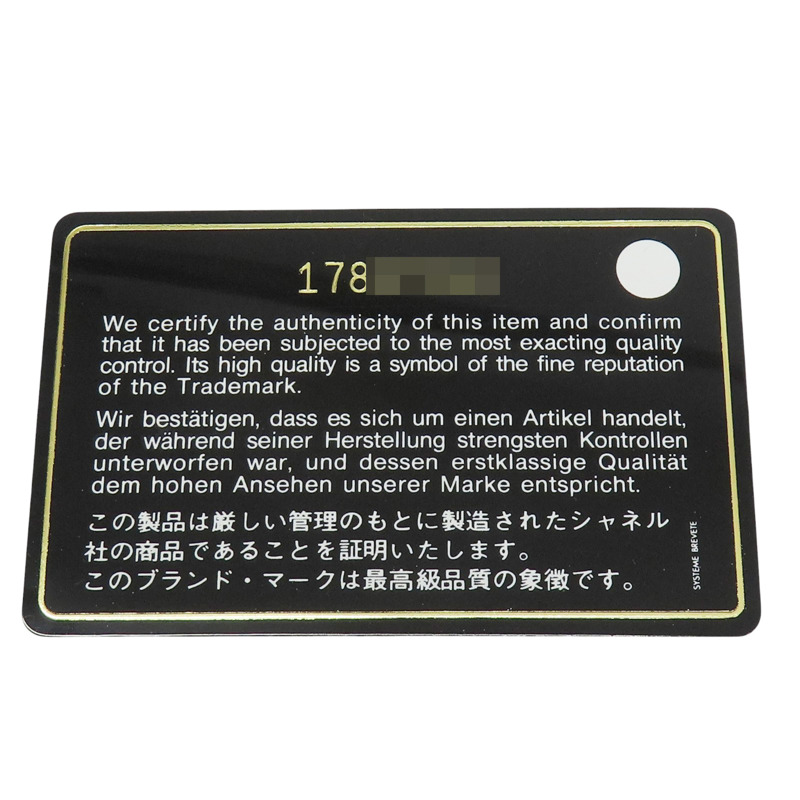 178
We certify the authenticity of this item and confirm
that it has been subjected to the most exacting quality
control. Its high quality is a symbol of the fine reputation
of the Trademark.
Wir bestätigen, dass es sich um einen Artikel handelt,
der während seiner Herstellung strengsten Kontrollen
unterworfen war, und dessen erstklassige Qualität
dem hohen Ansehen unserer Marke entspricht.
この製品は厳しい管理のもとに製造されたシャネル
社の商品であることを証明いたします。
このブランド・マークは最高級品質の象徴です。
SYSTEME BREVETE